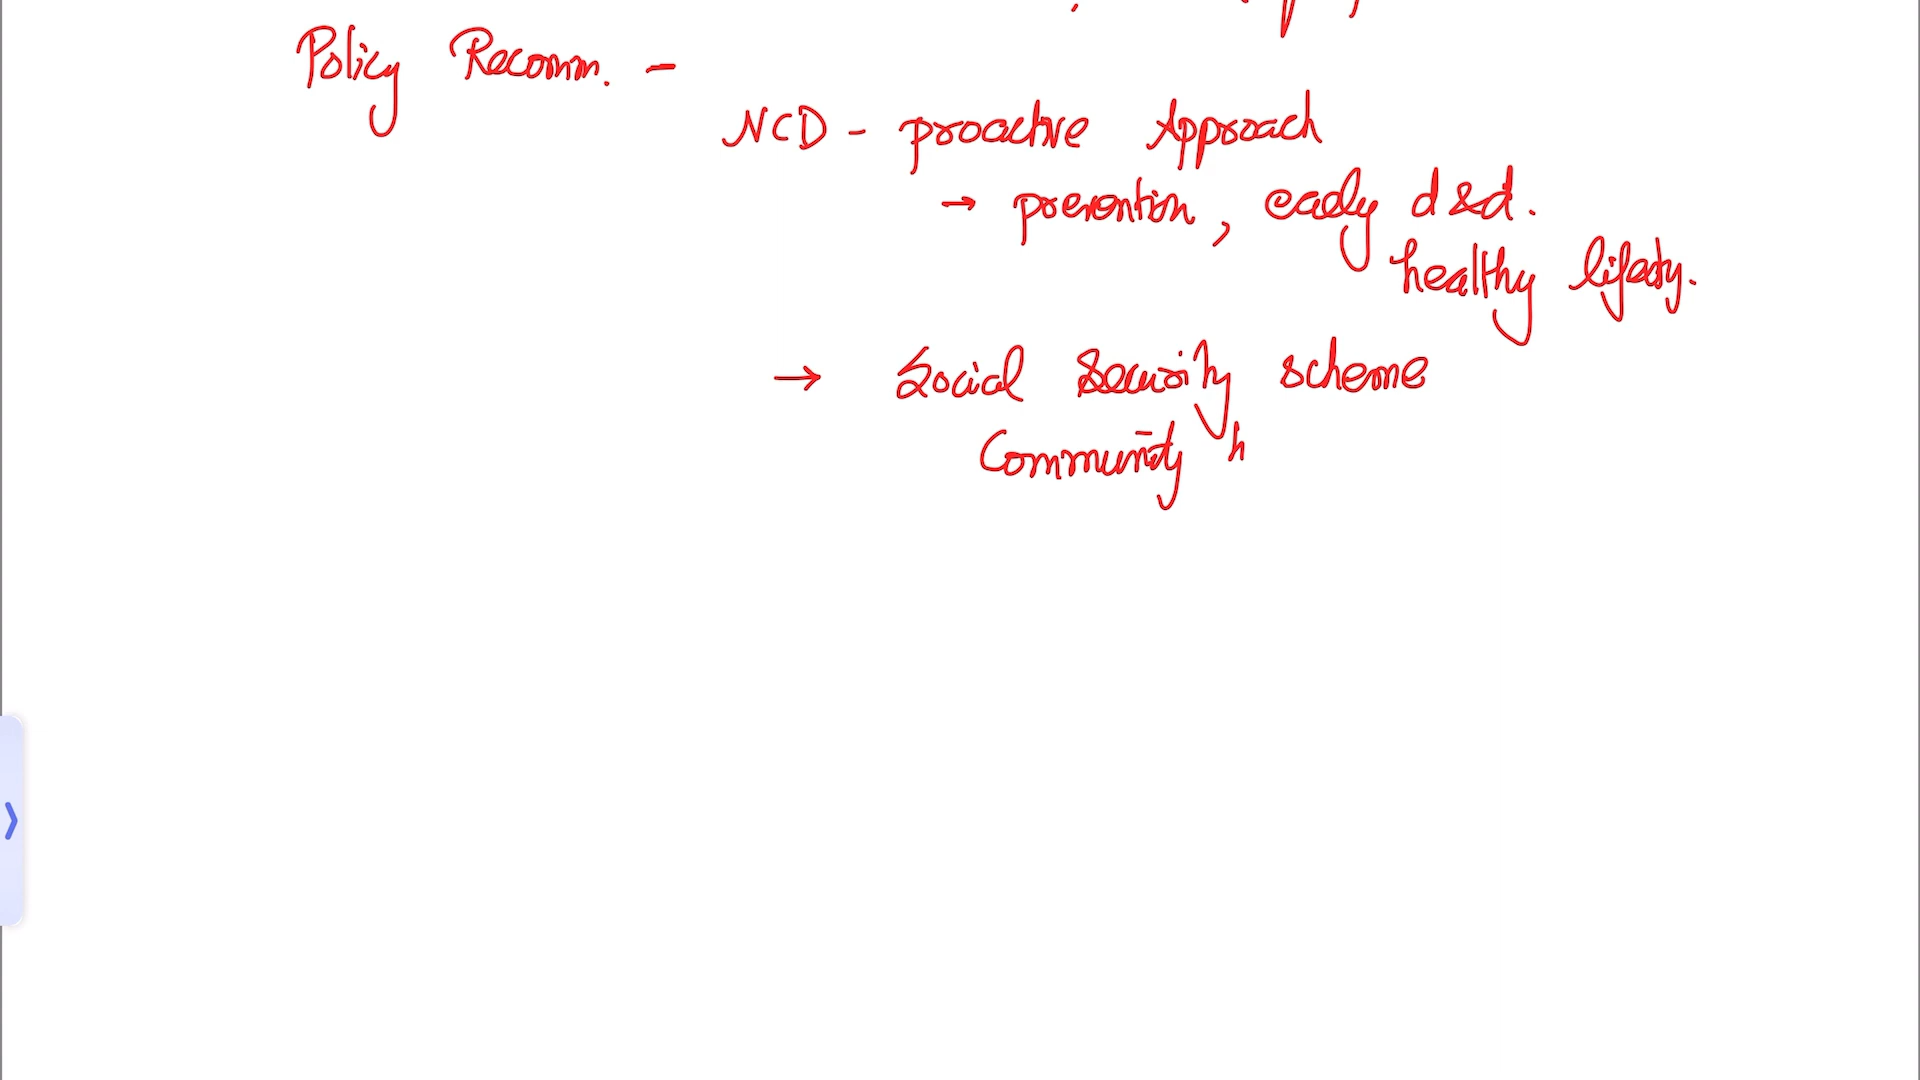 Policy Recomm. -
NCD - proactive Approach
→ prevention, early d&d.
healthy lifesty.
→ Social Security scheme
Community h